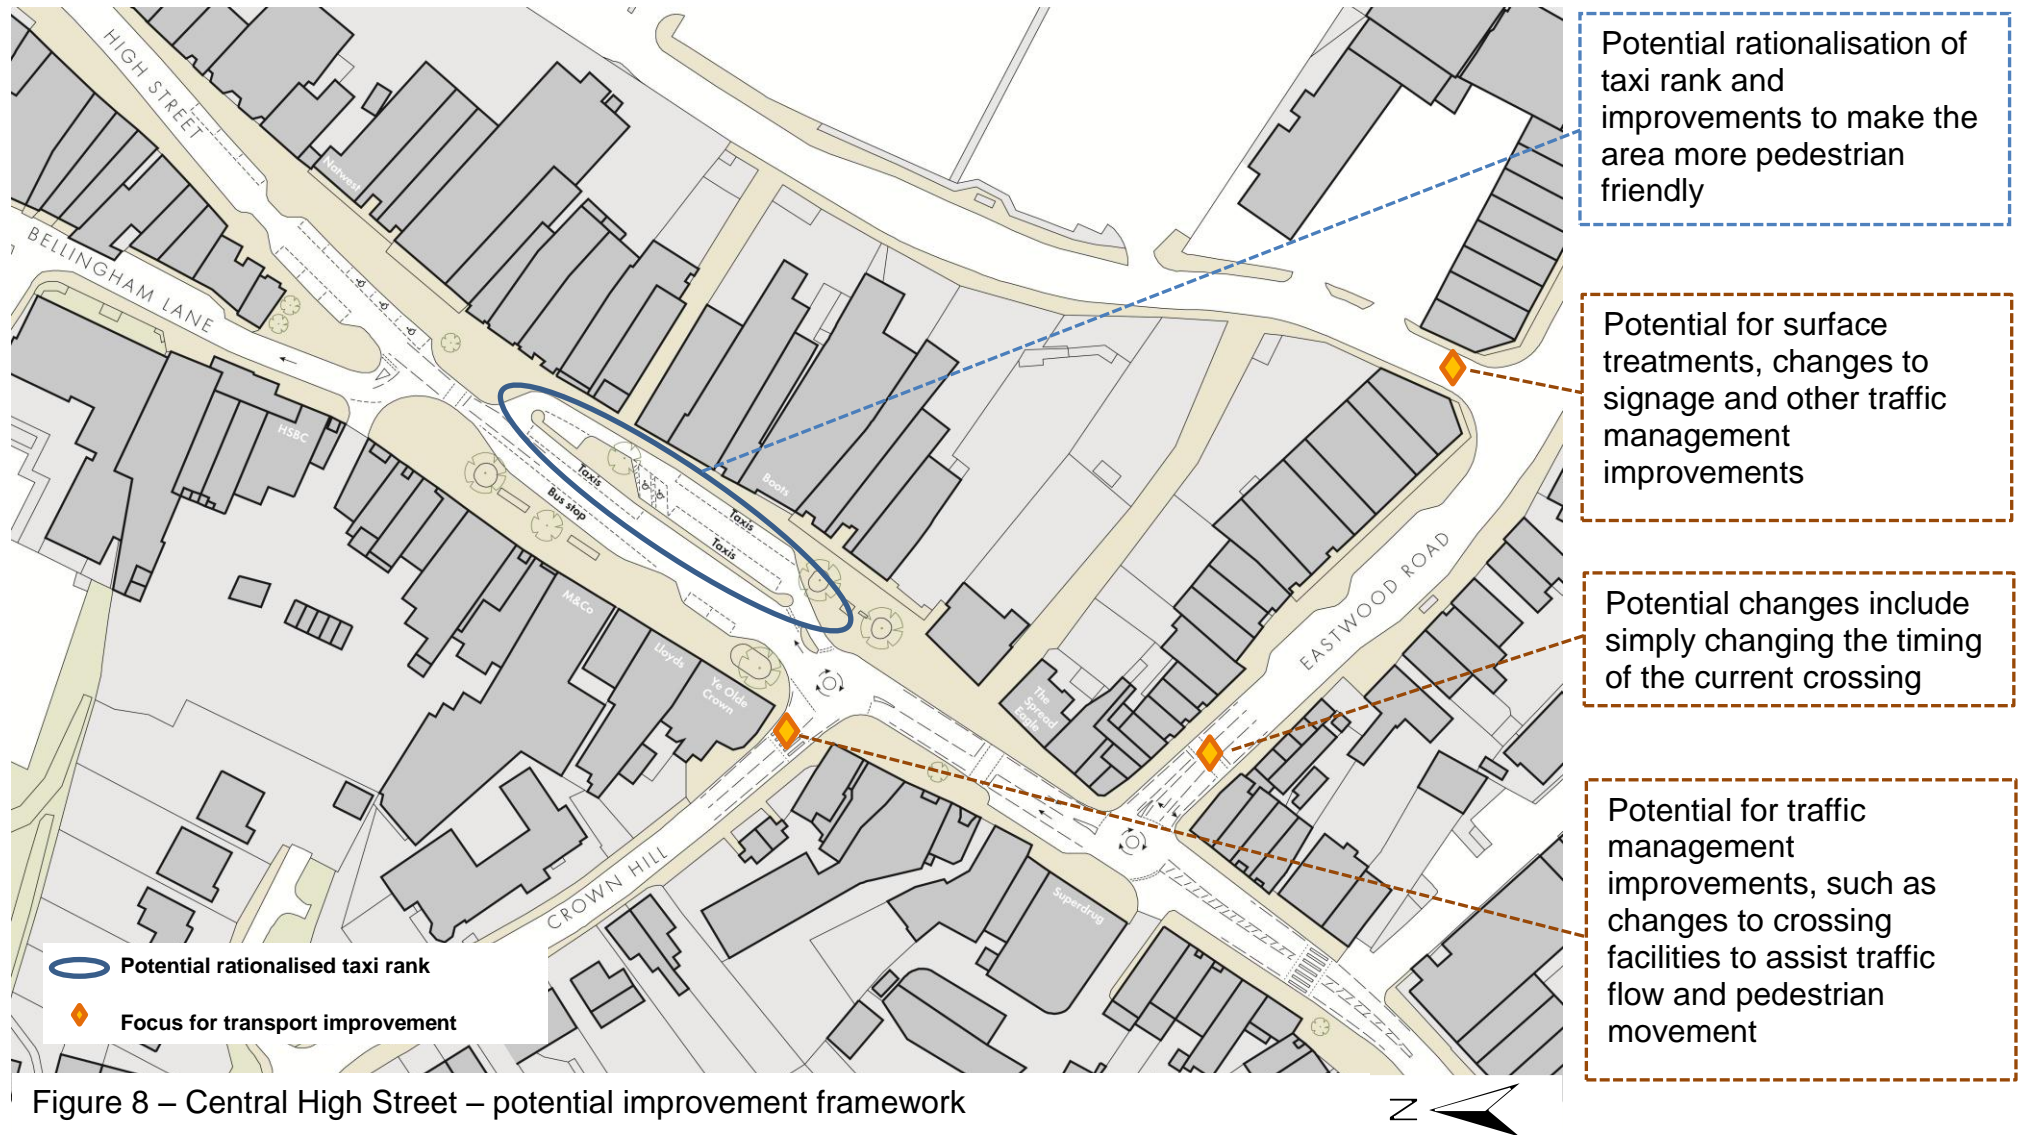 HIGH STREET
BELLINGHAM LANE
Natwest
HSBC
Boots
Taxis
Bus stop
Taxis
Taxis
M&Co
Lloyds
Ye Olde
Crown
The
Spread
Eagle
EASTWOOD ROAD
CROWN HILL
Superdrug
Potential rationalised taxi rank
Focus for transport improvement
Figure 8 – Central High Street – potential improvement framework
N
Potential rationalisation of
taxi rank and
improvements to make the
area more pedestrian
friendly
Potential for surface
treatments, changes to
signage and other traffic
management
improvements
Potential changes include
simply changing the timing
of the current crossing
Potential for traffic
management
improvements, such as
changes to crossing
facilities to assist traffic
flow and pedestrian
movement